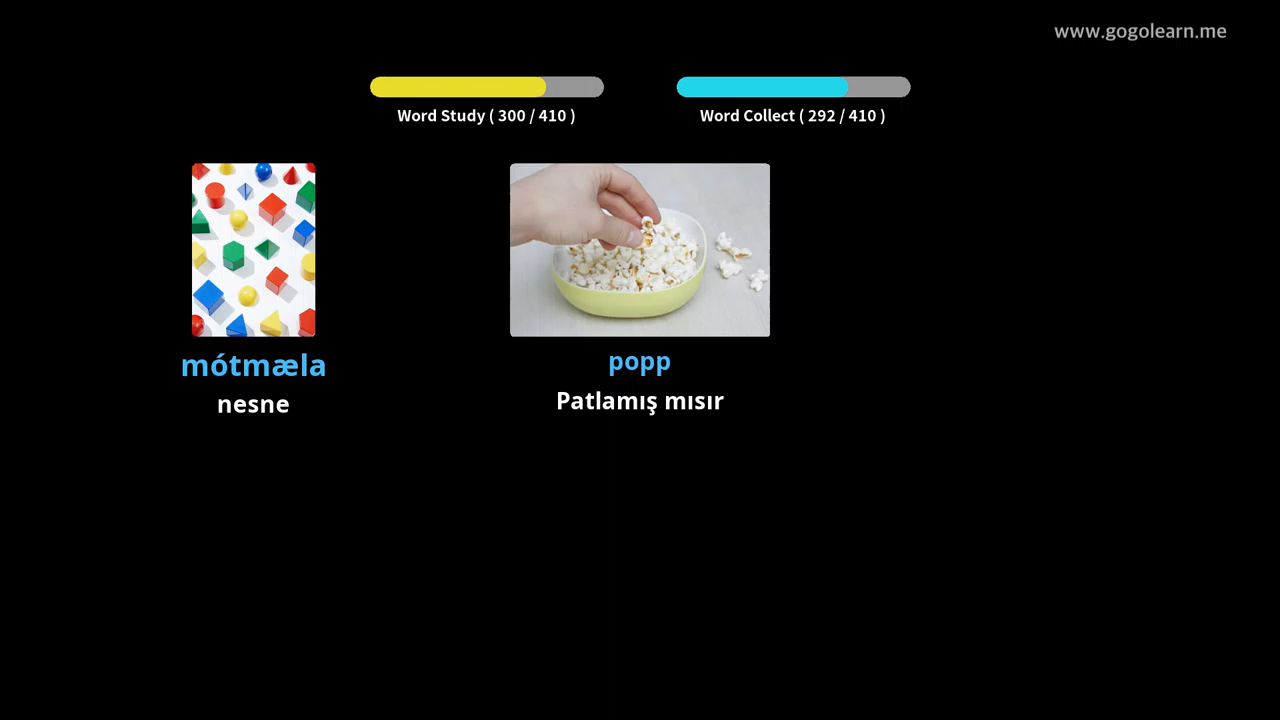 www.gogolearn.me
Word Study ( 300 / 410 )
Word Collect ( 292 / 410 )
mótmæla
nesne
popp
Patlamış mısır